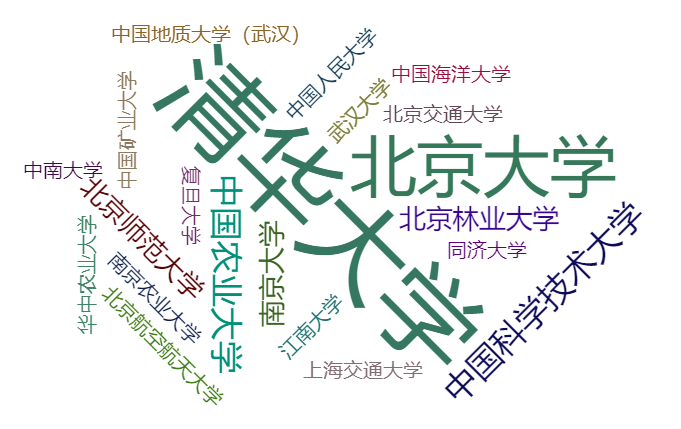 中国地质大学（武汉）
中国人民大学
中国海洋大学
中国矿业大学
清华大学
武汉大学
北京交通大学
北京大学
中南大学
复旦大学
北京师范大学
中国农业大学
南京大学
北京林业大学
同济大学
中国科学技术大学
华中农业大学
南京农业大学
北京航空航天大学
江南大学
上海交通大学